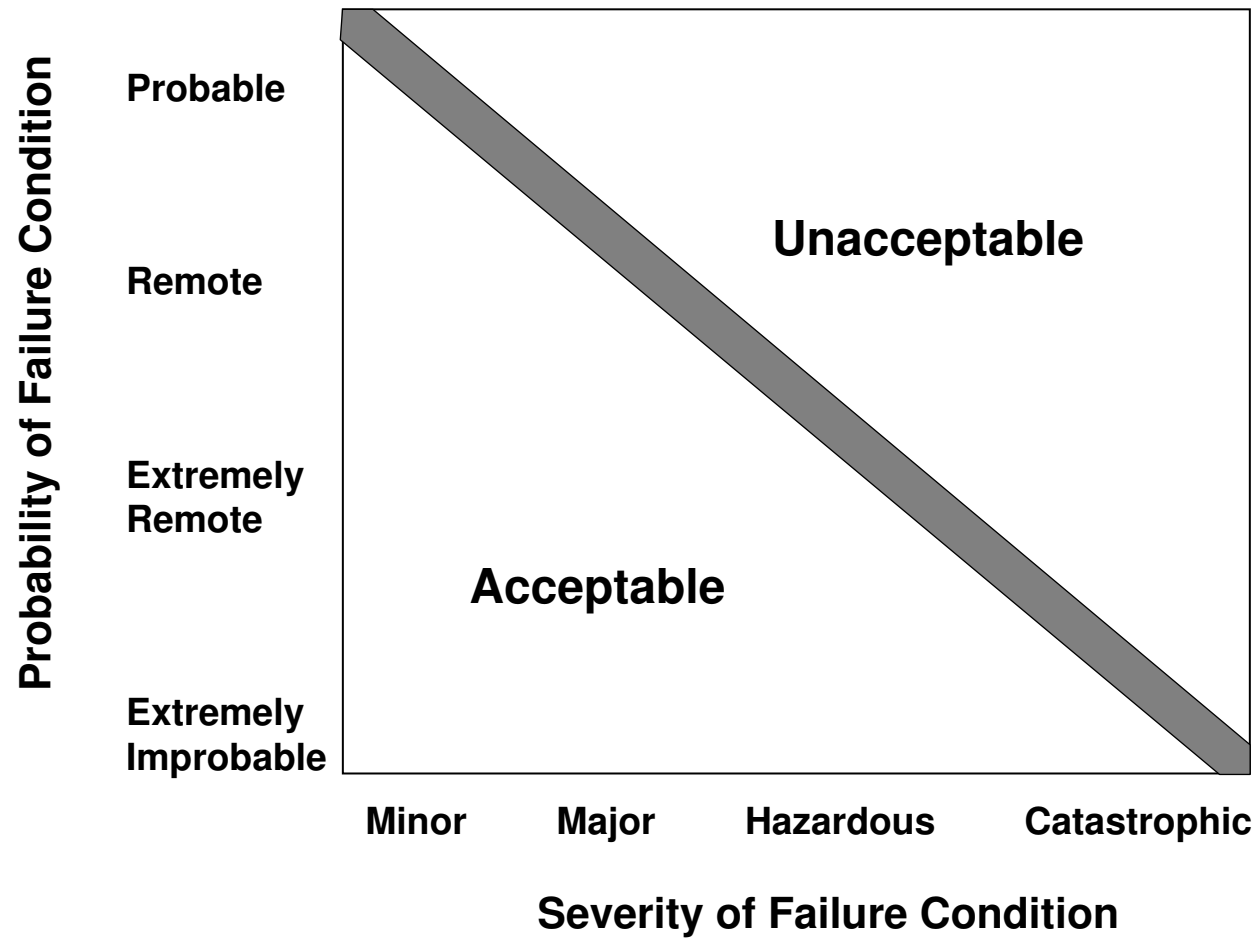 Probability of Failure Condition
Probable
Remote
Extremely
Remote
Extremely
Improbable
Unacceptable
Acceptable
Minor
Major
Hazardous
Catastrophic
Severity of Failure Condition